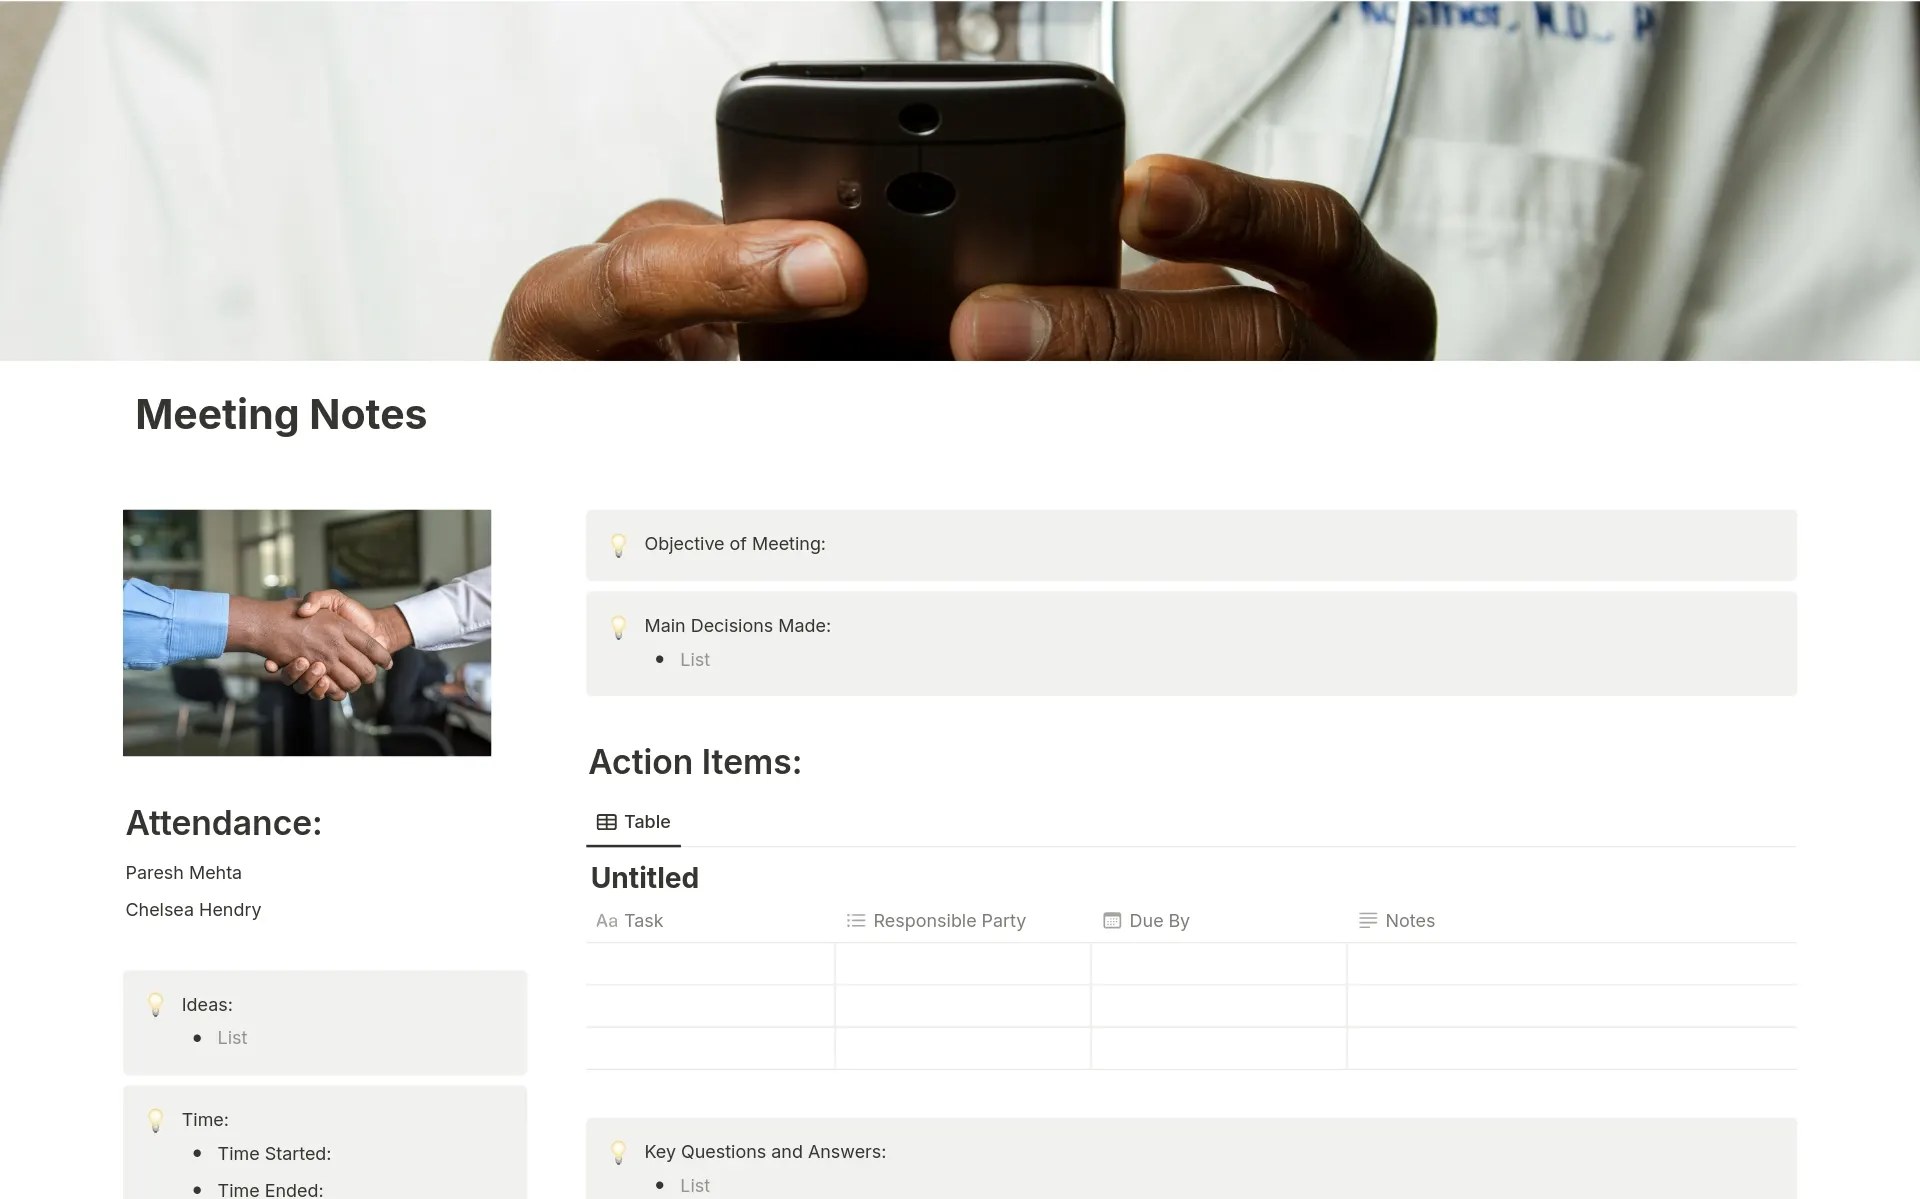 M.D.
Meeting Notes
Objective of Meeting:
Main Decisions Made:
List
Action Items:
Table
Untitled
Aa Task
Responsible Party
Due By
Notes
Attendance:
Paresh Mehta
Chelsea Hendry
Ideas:
List
Time:
Time Started:
Time Ended:
Key Questions and Answers:
List